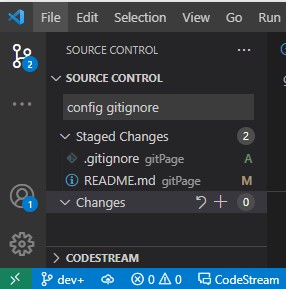 File Edit Selection View Go Run
SOURCE CONTROL
SOURCE CONTROL
config gitignore
Staged Changes 2
.gitignore gitPage A
README.md gitPage M
Changes 0
CODESTREAM
2
1
dev+ 0 0 CodeStream